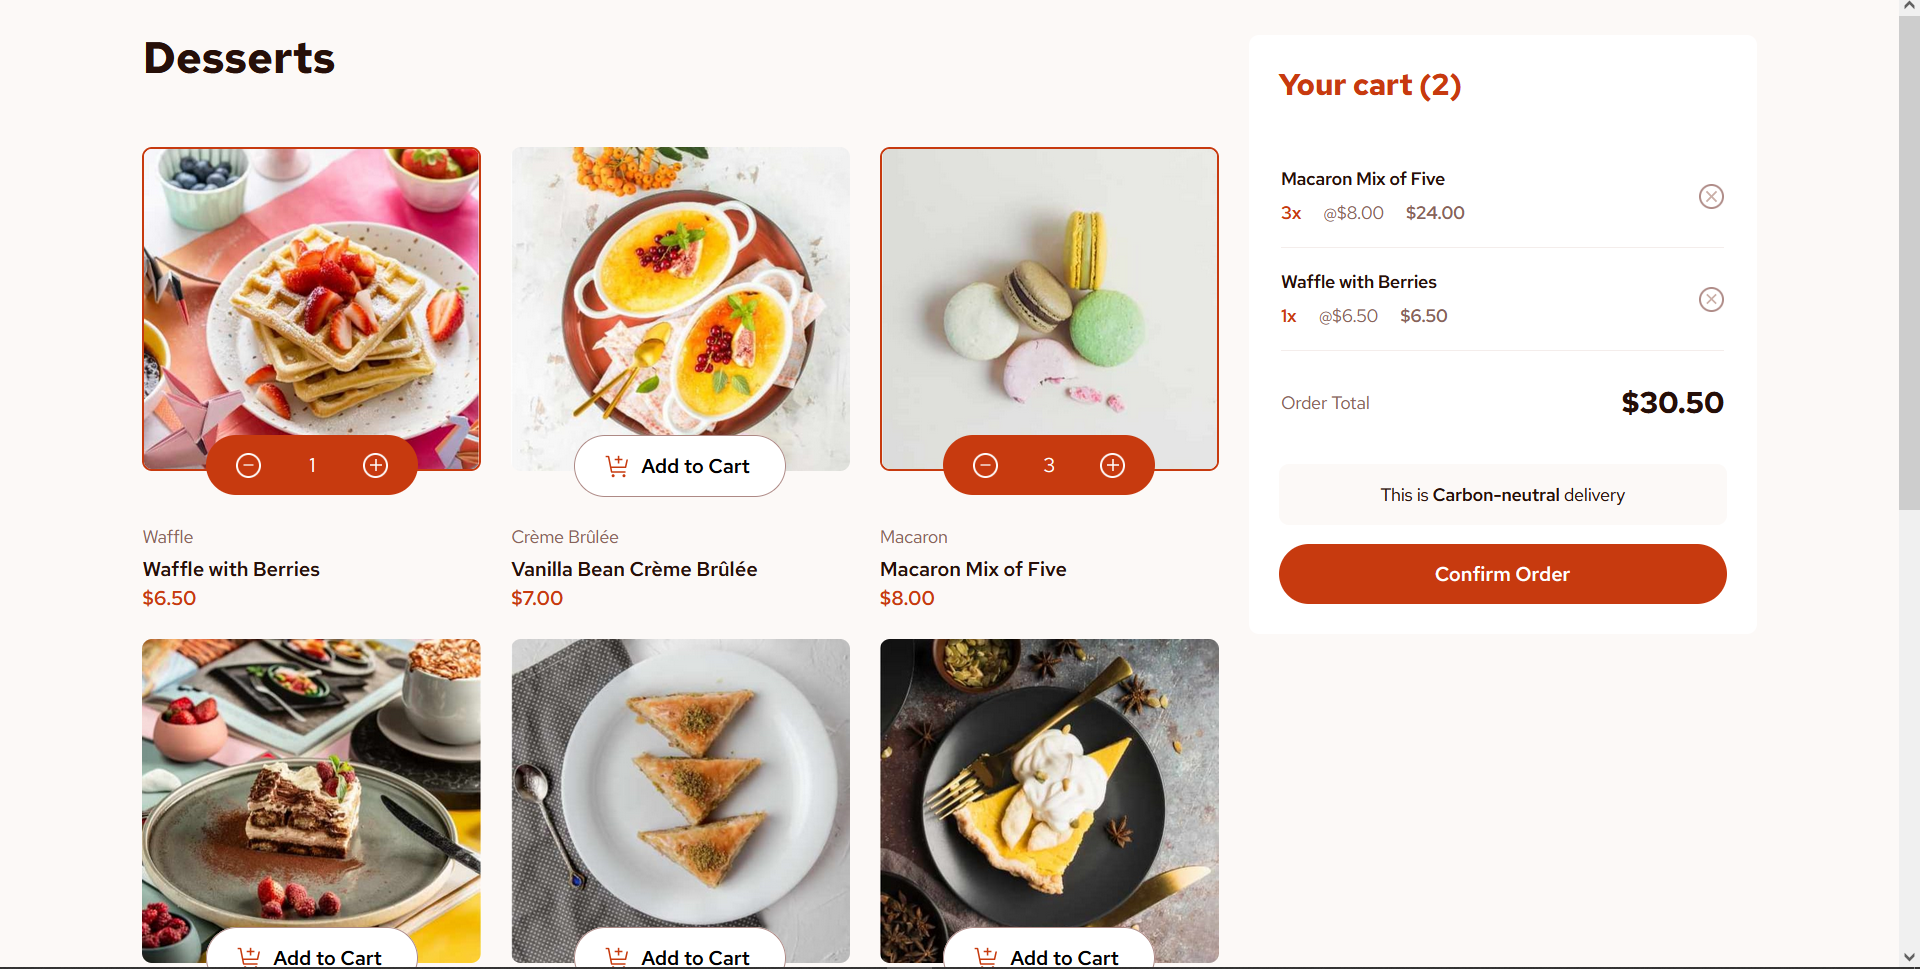 Desserts
1
Add to Cart
3
Waffle
Waffle with Berries
$6.50
Crème Brûlée
Vanilla Bean Crème Brûlée
$7.00
Macaron
Macaron Mix of Five
$8.00
Add to Cart
Add to Cart
Add to Cart
Your cart (2)
Macaron Mix of Five
3x @$8.00 $24.00
Waffle with Berries
1x @$6.50 $6.50
Order Total $30.50
This is Carbon-neutral delivery
Confirm Order